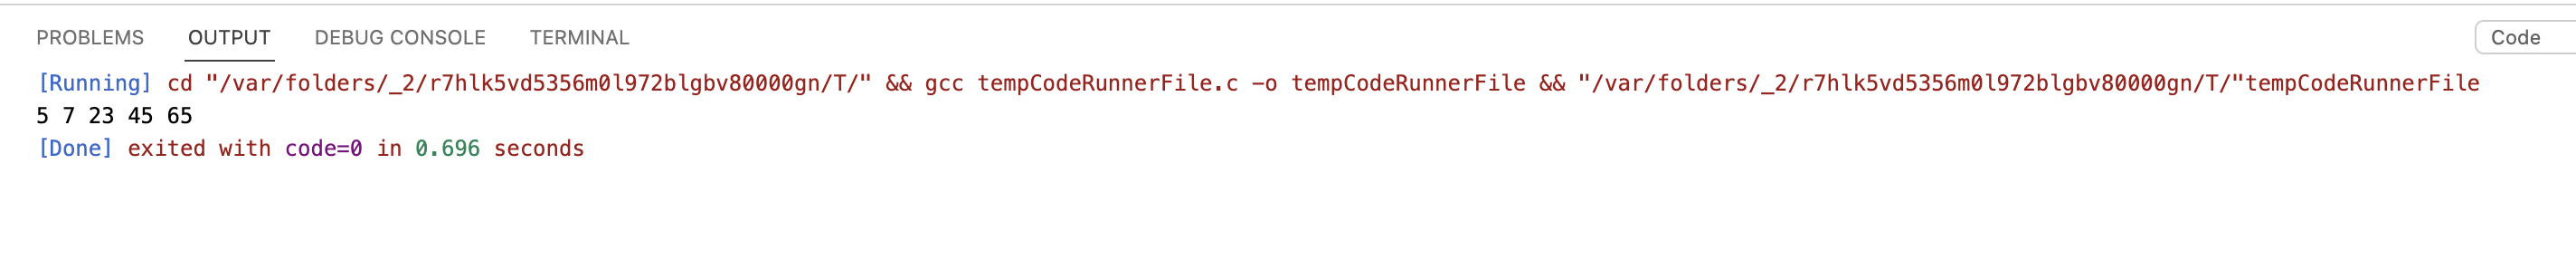 PROBLEMS OUTPUT DEBUG CONSOLE TERMINAL Code
[Running] cd "/var/folders/_2/r7hlk5vd5356m0l972blgbv80000gn/T/" && gcc tempCodeRunnerFile.c -o tempCodeRunnerFile && "/var/folders/_2/r7hlk5vd5356m0l972blgbv80000gn/T/"tempCodeRunnerFile
5 7 23 45 65
[Done] exited with code=0 in 0.696 seconds